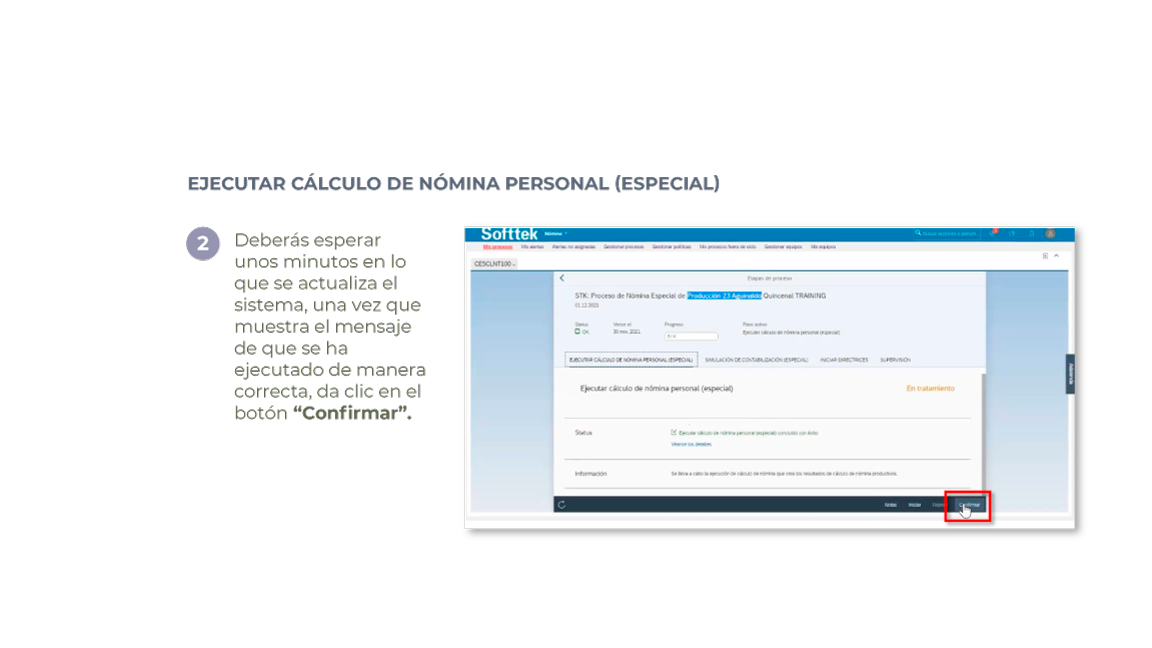 EJECUTAR CÁLCULO DE NÓMINA PERSONAL (ESPECIAL)
2
Deberás esperar
unos minutos en lo
que se actualiza el
sistema, una vez que
muestra el mensaje
de que se ha
ejecutado de manera
correcta, da clic en el
botón “Confirmar”.
Softtek Nómina
Mis procesos Mis alertas Alertas no asignadas Gestionar procesos Gestionar políticas Mis procesos fuera de ciclo Gestionar equipos Mis equipos
CESCLNT100
Etapas de proceso
STK: Proceso de Nómina Especial de Producción 23 Aguinaldo Quincenal TRAINING
01.12.2021
Status Vence el Progreso Paso activo
OK 30 nov. 2021 Ejecutar cálculo de nómina personal (especial)
EJECUTAR CÁLCULO DE NÓMINA PERSONAL (ESPECIAL) SIMULACIÓN DE CONTABILIZACIÓN (ESPECIAL) INICIAR DIRECTRICES SUPERVISIÓN
Ejecutar cálculo de nómina personal (especial) En tratamiento
Status Ejecutar cálculo de nómina personal (especial) concluido con éxito
Información Se lleva a cabo la ejecución de cálculo de nómina que crea los resultados de cálculo de nómina productivos.
Notas Iniciar Confirmar